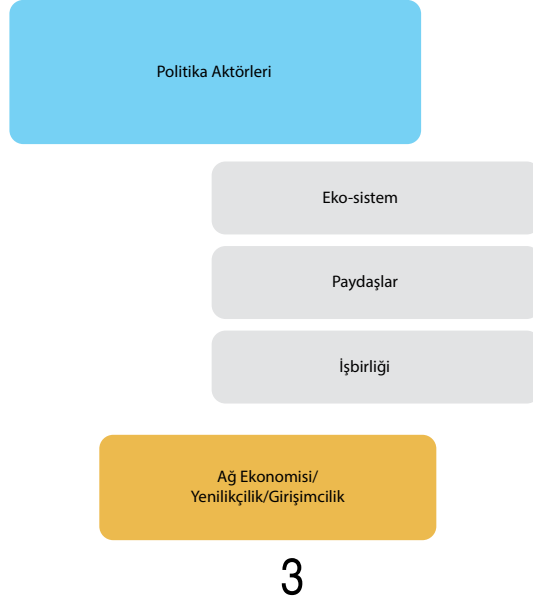 Politika Aktörleri
Eko-sistem
Paydaşlar
İşbirliği
Ağ Ekonomisi/
Yenilikçilik/Girişimcilik
3